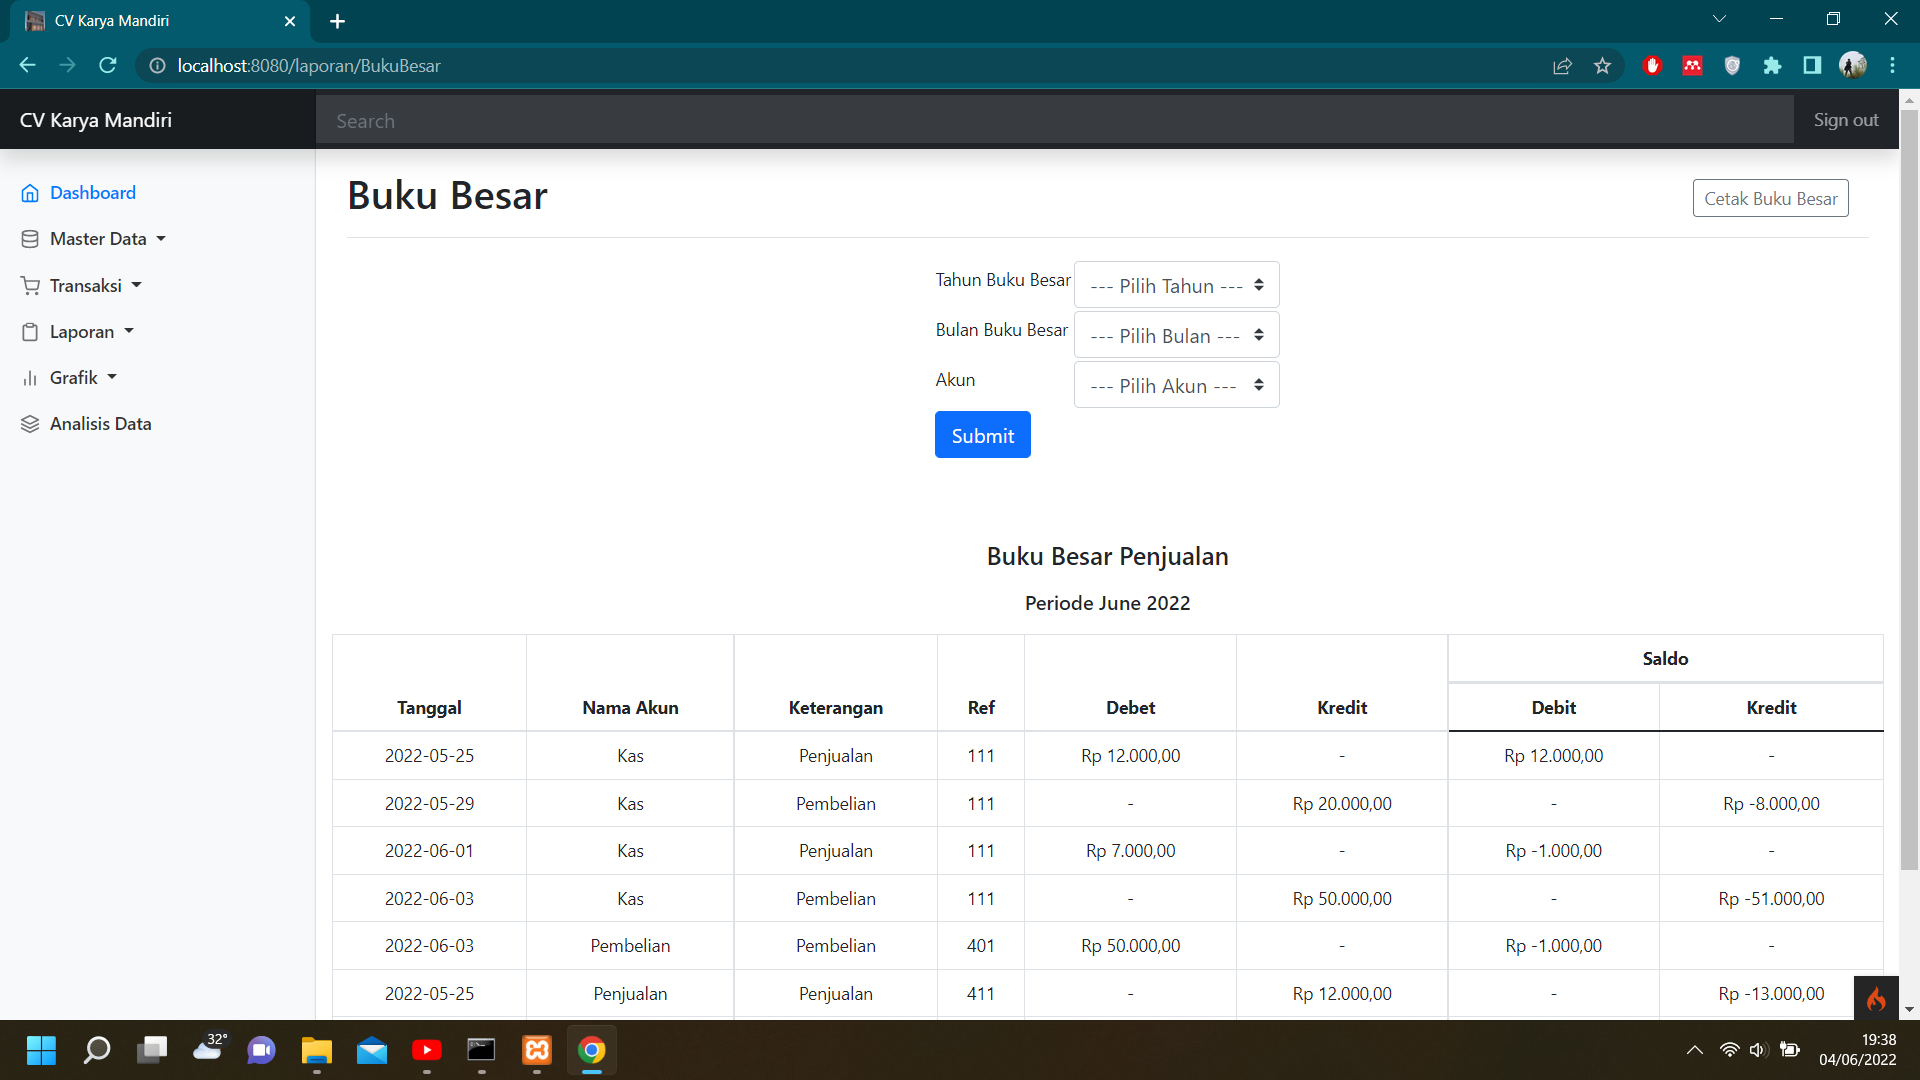 CV Karya Mandiri
localhost:8080/laporan/BukuBesar
CV Karya Mandiri
Search
Sign out
Dashboard
Master Data
Transaksi
Laporan
Grafik
Analisis Data
Buku Besar
Cetak Buku Besar
Tahun Buku Besar --- Pilih Tahun ---
Bulan Buku Besar --- Pilih Bulan ---
Akun --- Pilih Akun ---
Submit
Buku Besar Penjualan
Periode June 2022
Saldo
Tanggal Nama Akun Keterangan Ref Debet Kredit Debit Kredit
2022-05-25 Kas Penjualan 111 Rp 12.000,00 - Rp 12.000,00 -
2022-05-29 Kas Pembelian 111 - Rp 20.000,00 - Rp -8.000,00
2022-06-01 Kas Penjualan 111 Rp 7.000,00 - Rp -1.000,00 -
2022-06-03 Kas Pembelian 111 - Rp 50.000,00 - Rp -51.000,00
2022-06-03 Pembelian Pembelian 401 Rp 50.000,00 - Rp -1.000,00 -
2022-05-25 Penjualan Penjualan 411 - Rp 12.000,00 - Rp -13.000,00
32°
19:38
04/06/2022